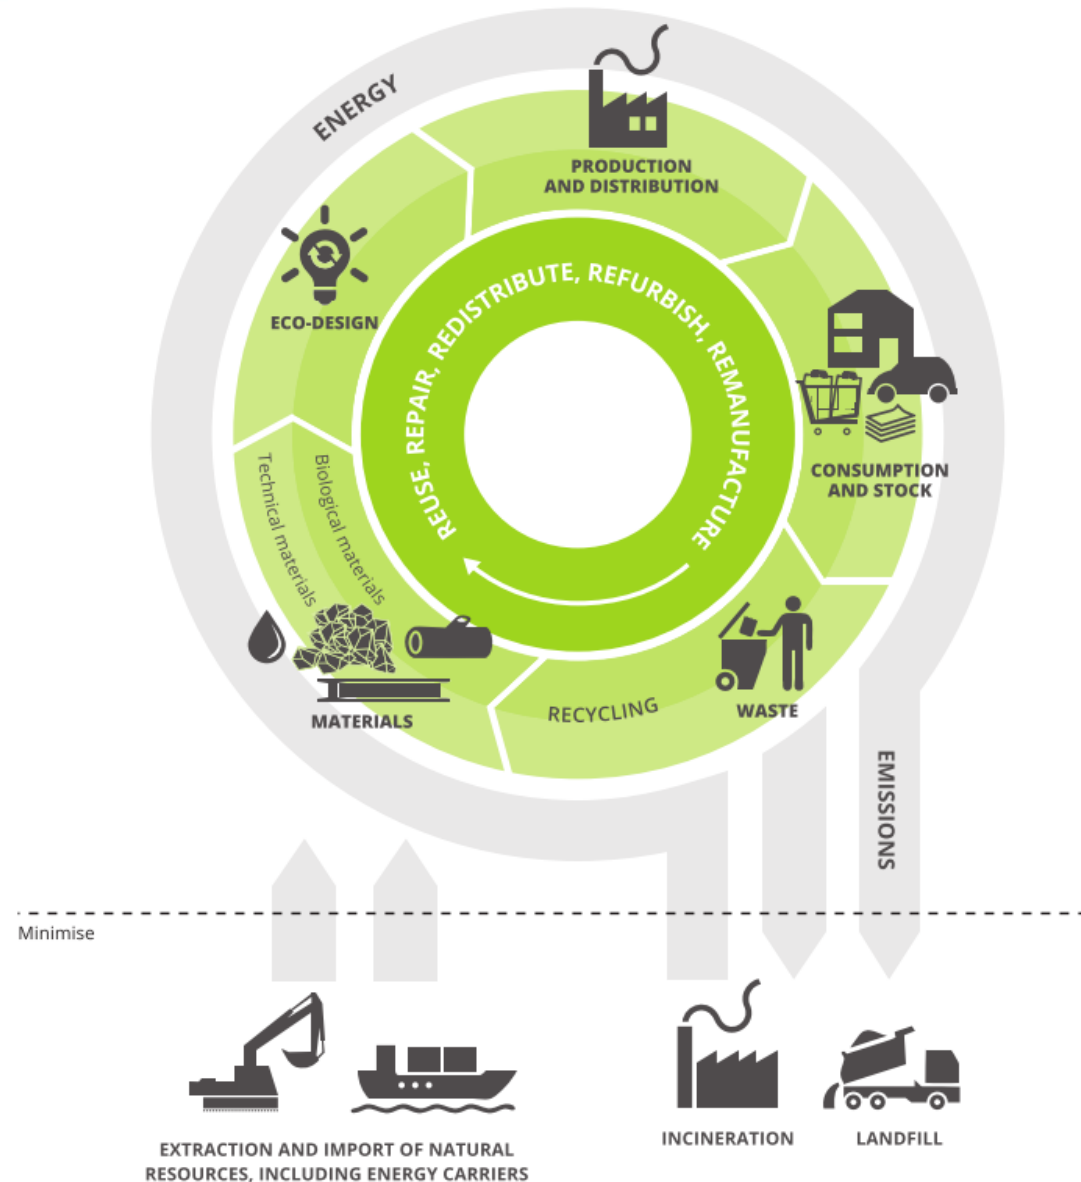 ENERGY
PRODUCTION
AND DISTRIBUTION
ECO-DESIGN
REUSE, REPAIR, REDISTRIBUTE, REFURBISH, REMANUFACTURE
CONSUMPTION
AND STOCK
Technical materials
Biological materials
MATERIALS
RECYCLING
WASTE
EMISSIONS
Minimise
EXTRACTION AND IMPORT OF NATURAL
RESOURCES, INCLUDING ENERGY CARRIERS
INCINERATION
LANDFILL